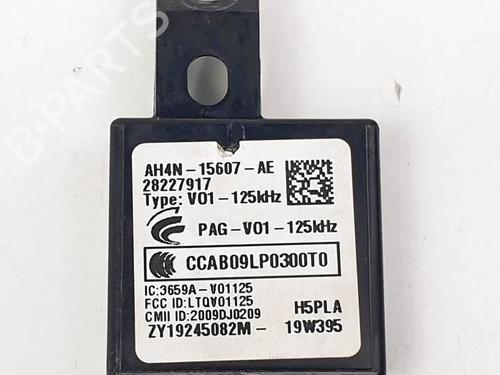 B-PARTS
AH4N-15607-AE
28227917
Type: V01-125kHz
PAG-V01-125kHz
CCAB09LP0300T0
IC:3659A-V01125
FCC ID:LTQV01125
CMII ID:2009DJ0209
H5PLA
ZY19245082M- 19W395